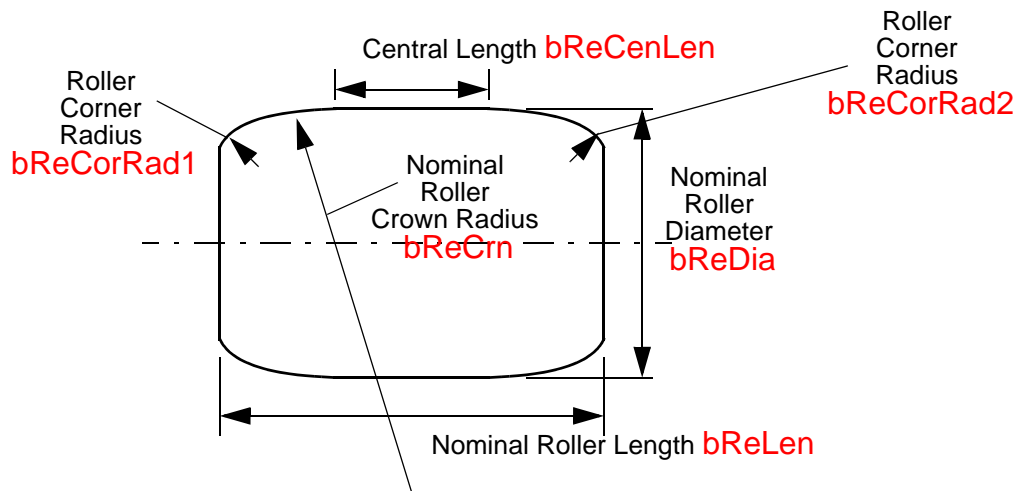 Central Length bReCenLen
Roller
Corner
Radius
bReCorRad2
Roller
Corner
Radius
bReCorRad1
Nominal
Roller
Crown Radius
bReCrn
Nominal
Roller
Diameter
bReDia
Nominal Roller Length bReLen